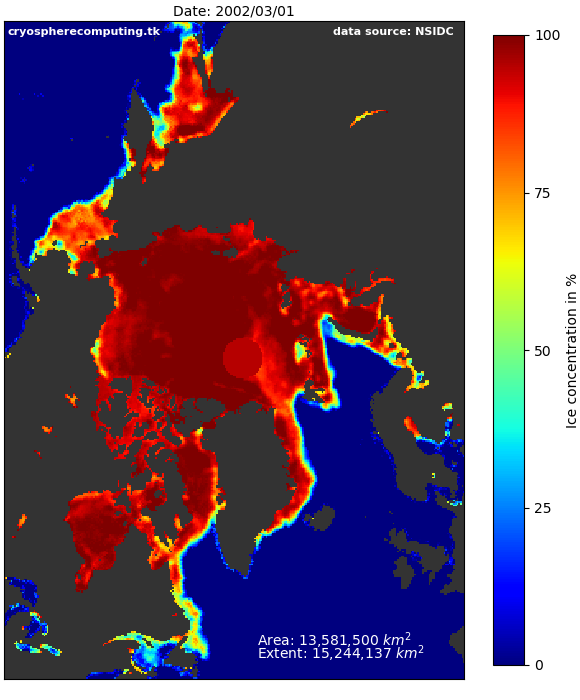 Date: 2002/03/01
cryospherecomputing.tk
data source: NSIDC
100
75
50
25
0
Ice concentration in %
Area: 13,581,500 km²
Extent: 15,244,137 km²